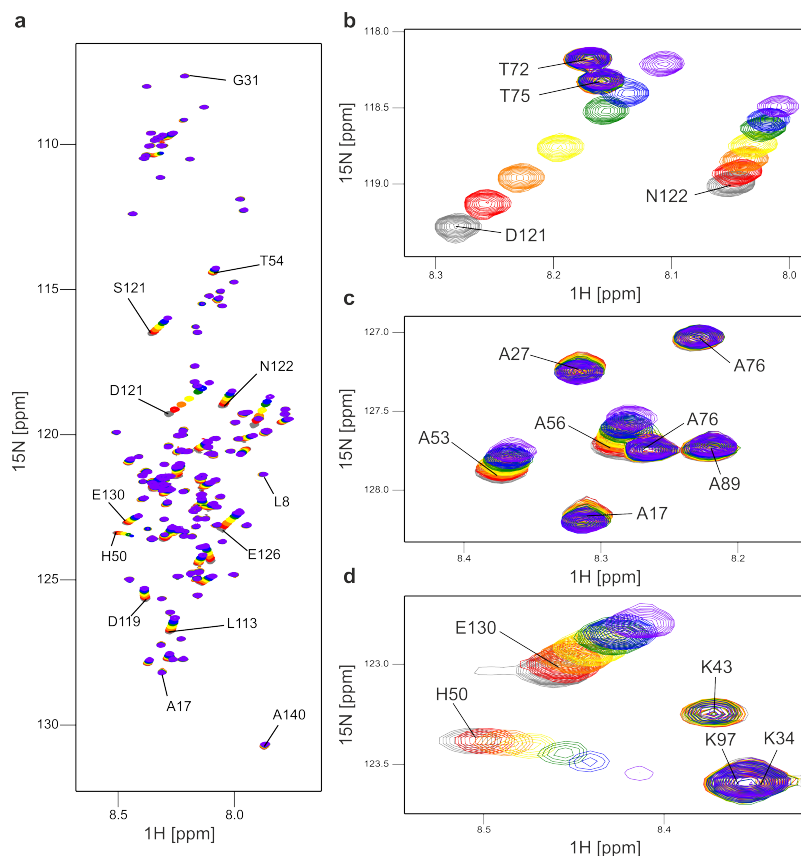 a
G31
110
T54
115
S121
N122
D121
120
L8
E130
H50
E126
125
D119
L113
A17
130
A140
8.5
8.0
1H [ppm]
15N [ppm]
b
118.0
T72
T75
118.5
119.0
N122
D121
8.3
8.2
8.1
8.0
1H [ppm]
15N [ppm]
c
127.0
A27
A76
127.5
A56
A76
A53
A89
128.0
A17
8.4
8.3
8.2
1H [ppm]
15N [ppm]
d
E130
123.0
K43
H50
K97
K34
123.5
8.5
8.4
1H [ppm]
15N [ppm]